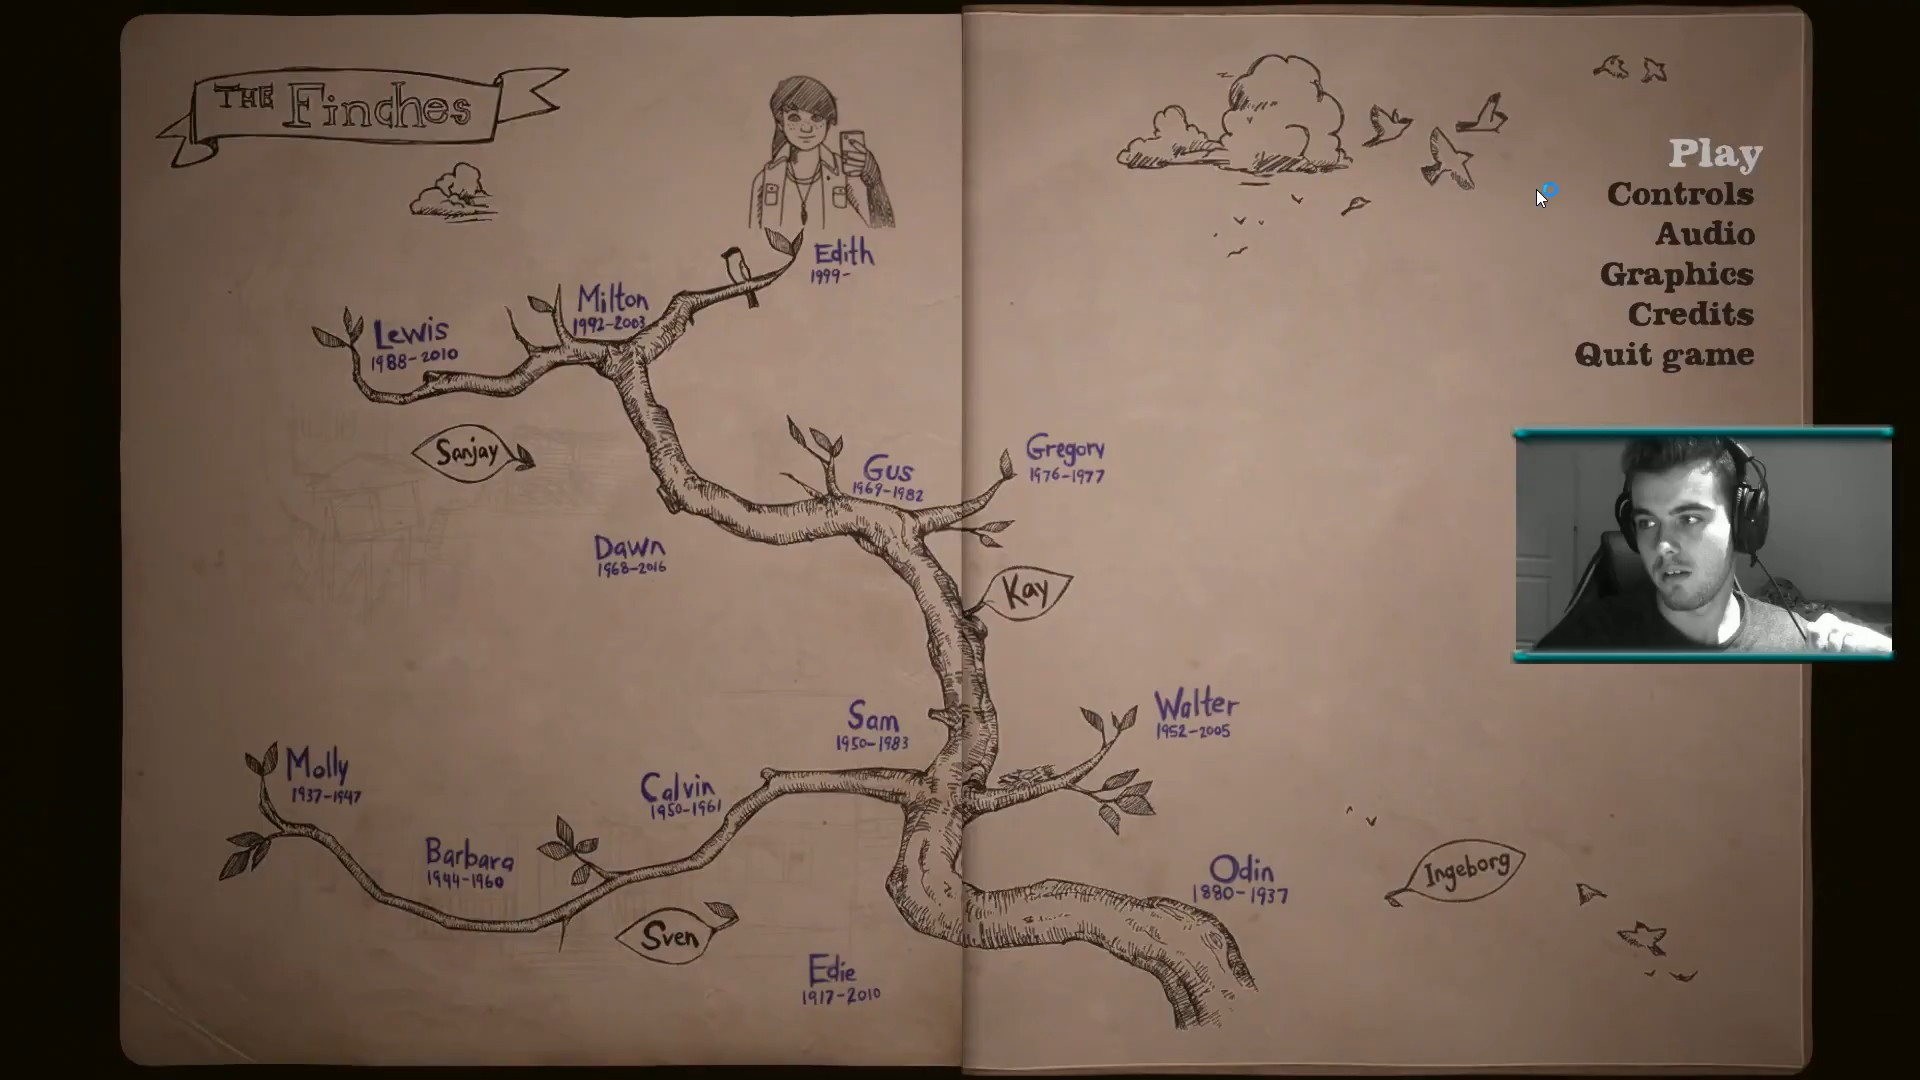 THE Finches
Edith
1999-
Milton
1992-2003
Lewis
1988-2010
Sanjay
Gus
1969-1982
Gregory
1976-1977
Dawn
1968-2016
Kay
Sam
1950-1983
Walter
1952-2005
Molly
1937-1947
Calvin
1950-1961
Barbara
1944-1960
Sven
Odin
1880-1937
Ingeborg
Edie
1917-2010
Play
Controls
Audio
Graphics
Credits
Quit game